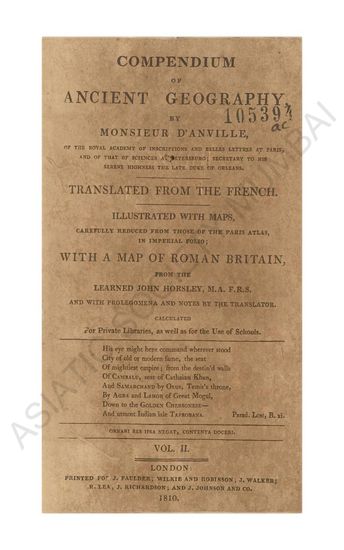 COMPENDIUM
OF
ANCIENT GEOGRAPHY
105397
ac
BY
MONSIEUR D'ANVILLE,
OF THE ROYAL ACADEMY OF INSCRIPTIONS AND BELLES LETTRES AT PARIS,
AND OF THAT OF SCIENCES AT PETERSBURG; SECRETARY TO HIS
SERENE HIGHNESS THE LATE DUKE OF ORLEANS.
TRANSLATED FROM THE FRENCH.
ILLUSTRATED WITH MAPS,
CAREFULLY REDUCED FROM THOSE OF THE PARIS ATLAS,
IN IMPERIAL FOLIO;
WITH A MAP OF ROMAN BRITAIN,
FROM THE
LEARNED JOHN HORSLEY, M.A. F.R.S.
AND WITH PROLEGOMENA AND NOTES BY THE TRANSLATOR.
CALCULATED
For Private Libraries, as well as for the Use of Schools.
His eye might here command wherever stood
City of old or modern fame, the seat
Of mightiest empire; from the destin'd walls
Of CAMBALU, seat of Cathaian Khan,
And SAMARCHAND by OXUS, Temir's throne,
By AGRA and LAHOR of Great Mogul,
Down to the GOLDEN CHERSONESE—
And utmost Indian isle TAPROBANA. Parad. Lost, B. xi.
ORNARI RES IPSA NEGAT, CONTENTA DOCERI.
VOL. II.
LONDON:
PRINTED FOR J. FAULDER; WILKIE AND ROBINSON; J. WALKER;
R. LEA; J. RICHARDSON; AND J. JOHNSON AND CO.
1810.